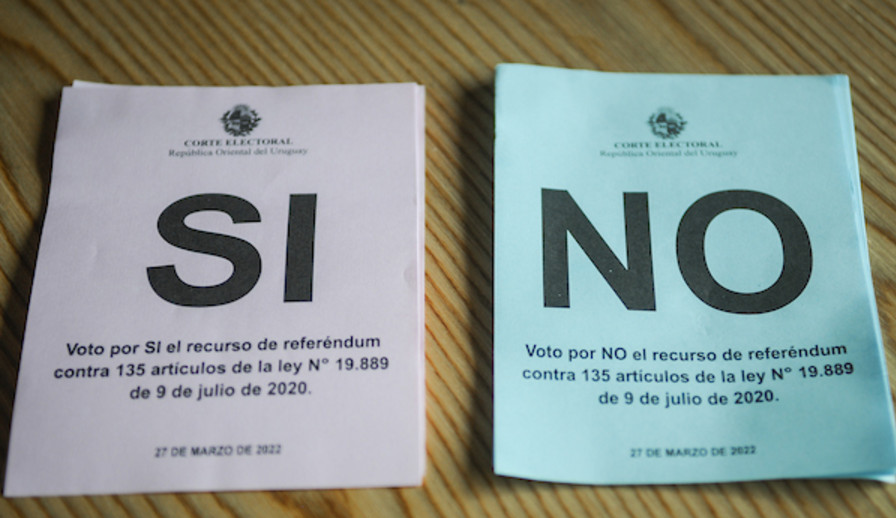 CORTE ELECTORAL
República Oriental del Uruguay
SI
Voto por SI el recurso de referéndum
contra 135 artículos de la ley Nº 19.889
de 9 de julio de 2020.
27 DE MARZO DE 2022
CORTE ELECTORAL
República Oriental del Uruguay
NO
Voto por NO el recurso de referéndum
contra 135 artículos de la ley Nº 19.889
de 9 de julio de 2020.
27 DE MARZO DE 2022